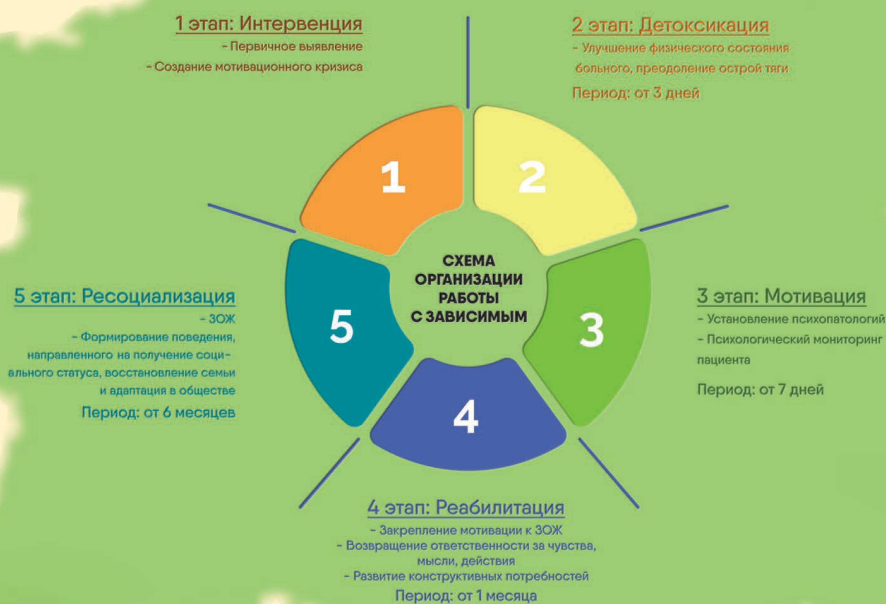 1 этап: Интервенция
- Первичное выявление
- Создание мотивационного кризиса
2 этап: Детоксикация
- Улучшение физического состояния
больного, преодоление острой тяги
Период: от 3 дней
1
2
3
4
5
СХЕМА
ОРГАНИЗАЦИИ
РАБОТЫ
С ЗАВИСИМЫМ
3 этап: Мотивация
- Установление психопатологий
- Психологический мониторинг
пациента
Период: от 7 дней
4 этап: Реабилитация
- Закрепление мотивации к ЗОЖ
- Возвращение ответственности за чувства,
мысли, действия
- Развитие конструктивных потребностей
Период: от 1 месяца
5 этап: Ресоциализация
- ЗОЖ
- Формирование поведения,
направленного на получение соци-
ального статуса, восстановление семьи
и адаптация в обществе
Период: от 6 месяцев